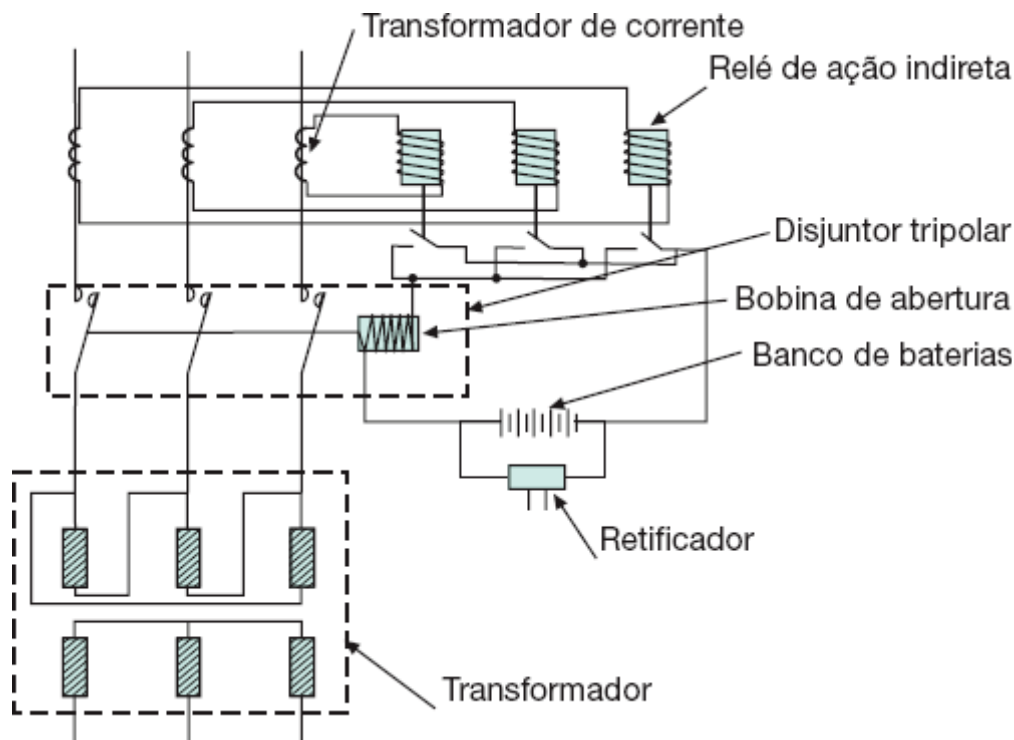 Transformador de corrente
Relé de ação indireta
Disjuntor tripolar
Bobina de abertura
Banco de baterias
Retificador
Transformador